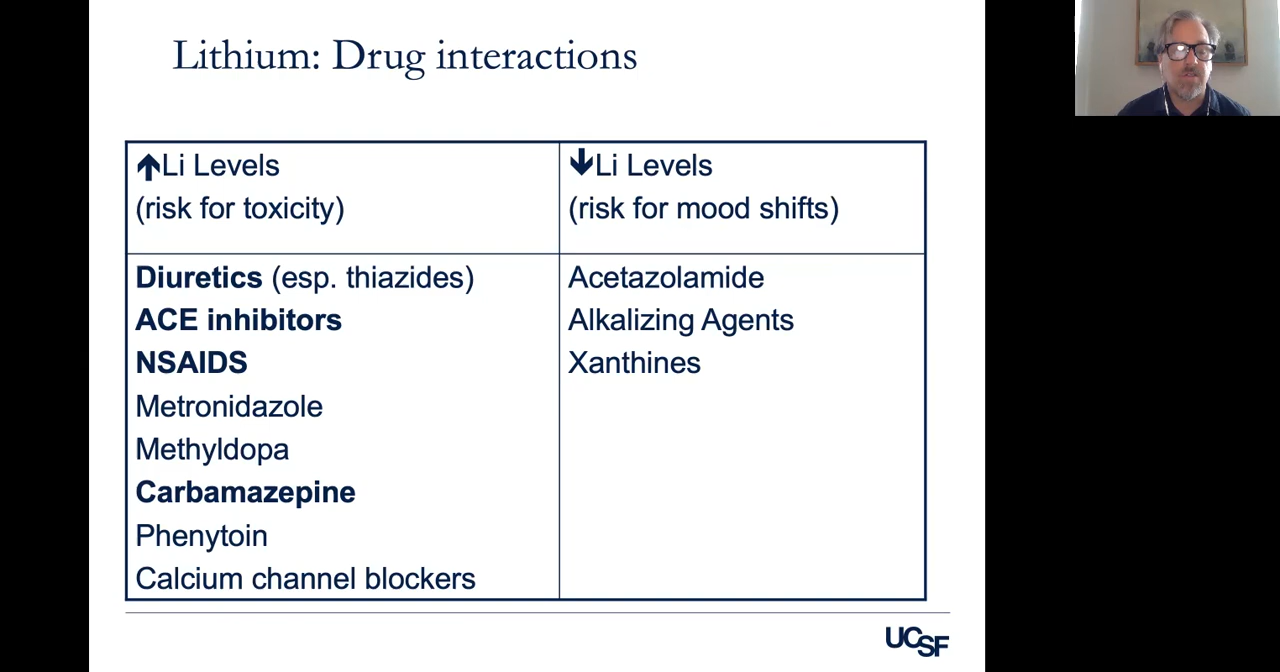 Lithium: Drug interactions
↑Li Levels
(risk for toxicity)
↓Li Levels
(risk for mood shifts)
Diuretics (esp. thiazides)
ACE inhibitors
NSAIDS
Metronidazole
Methyldopa
Carbamazepine
Phenytoin
Calcium channel blockers
Acetazolamide
Alkalizing Agents
Xanthines
UCSF